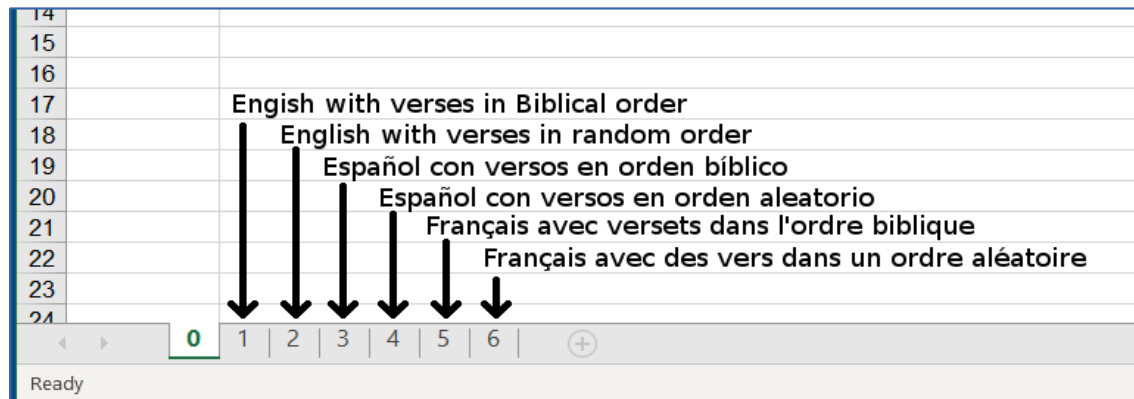 14
15
16
17 Engish with verses in Biblical order
18 English with verses in random order
19 Español con versos en orden bíblico
20 Español con versos en orden aleatorio
21 Français avec versets dans l'ordre biblique
22 Français avec des vers dans un ordre aléatoire
23
24
0 1 2 3 4 5 6
Ready